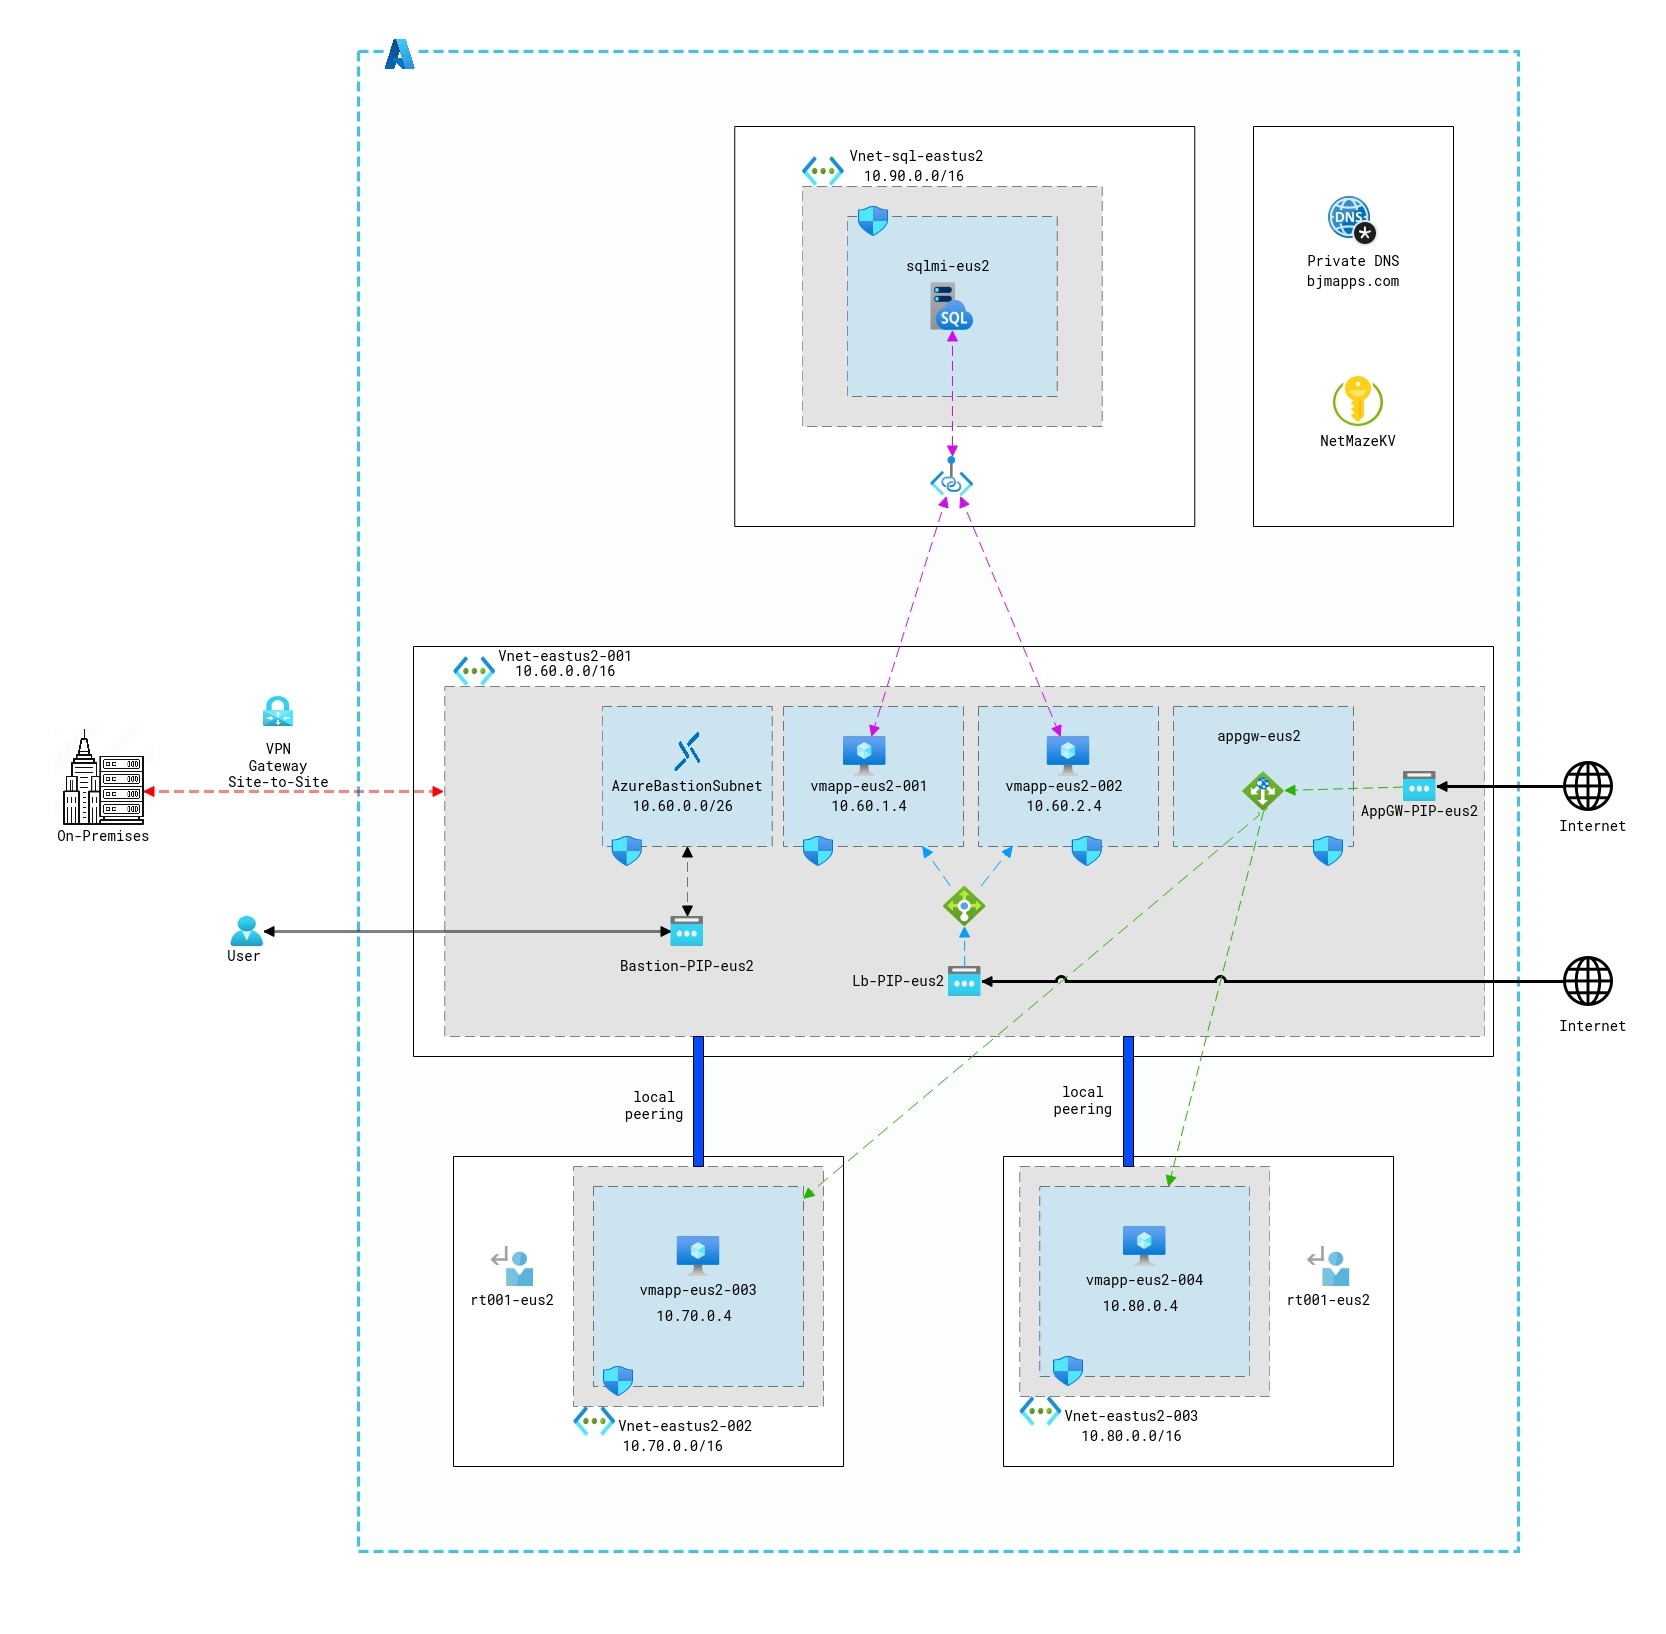 Vnet-sql-eastus2
10.90.0.0/16
sqlmi-eus2
SQL
DNS
*
Private DNS
bjmapps.com
NetMazeKV
Vnet-eastus2-001
10.60.0.0/16
VPN
Gateway
Site-to-Site
On-Premises
AzureBastionSubnet
10.60.0.0/26
vmapp-eus2-001
10.60.1.4
vmapp-eus2-002
10.60.2.4
appgw-eus2
AppGW-PIP-eus2
Internet
User
Bastion-PIP-eus2
Lb-PIP-eus2
Internet
local
peering
local
peering
rt001-eus2
vmapp-eus2-003
10.70.0.4
Vnet-eastus2-002
10.70.0.0/16
vmapp-eus2-004
10.80.0.4
rt001-eus2
Vnet-eastus2-003
10.80.0.0/16